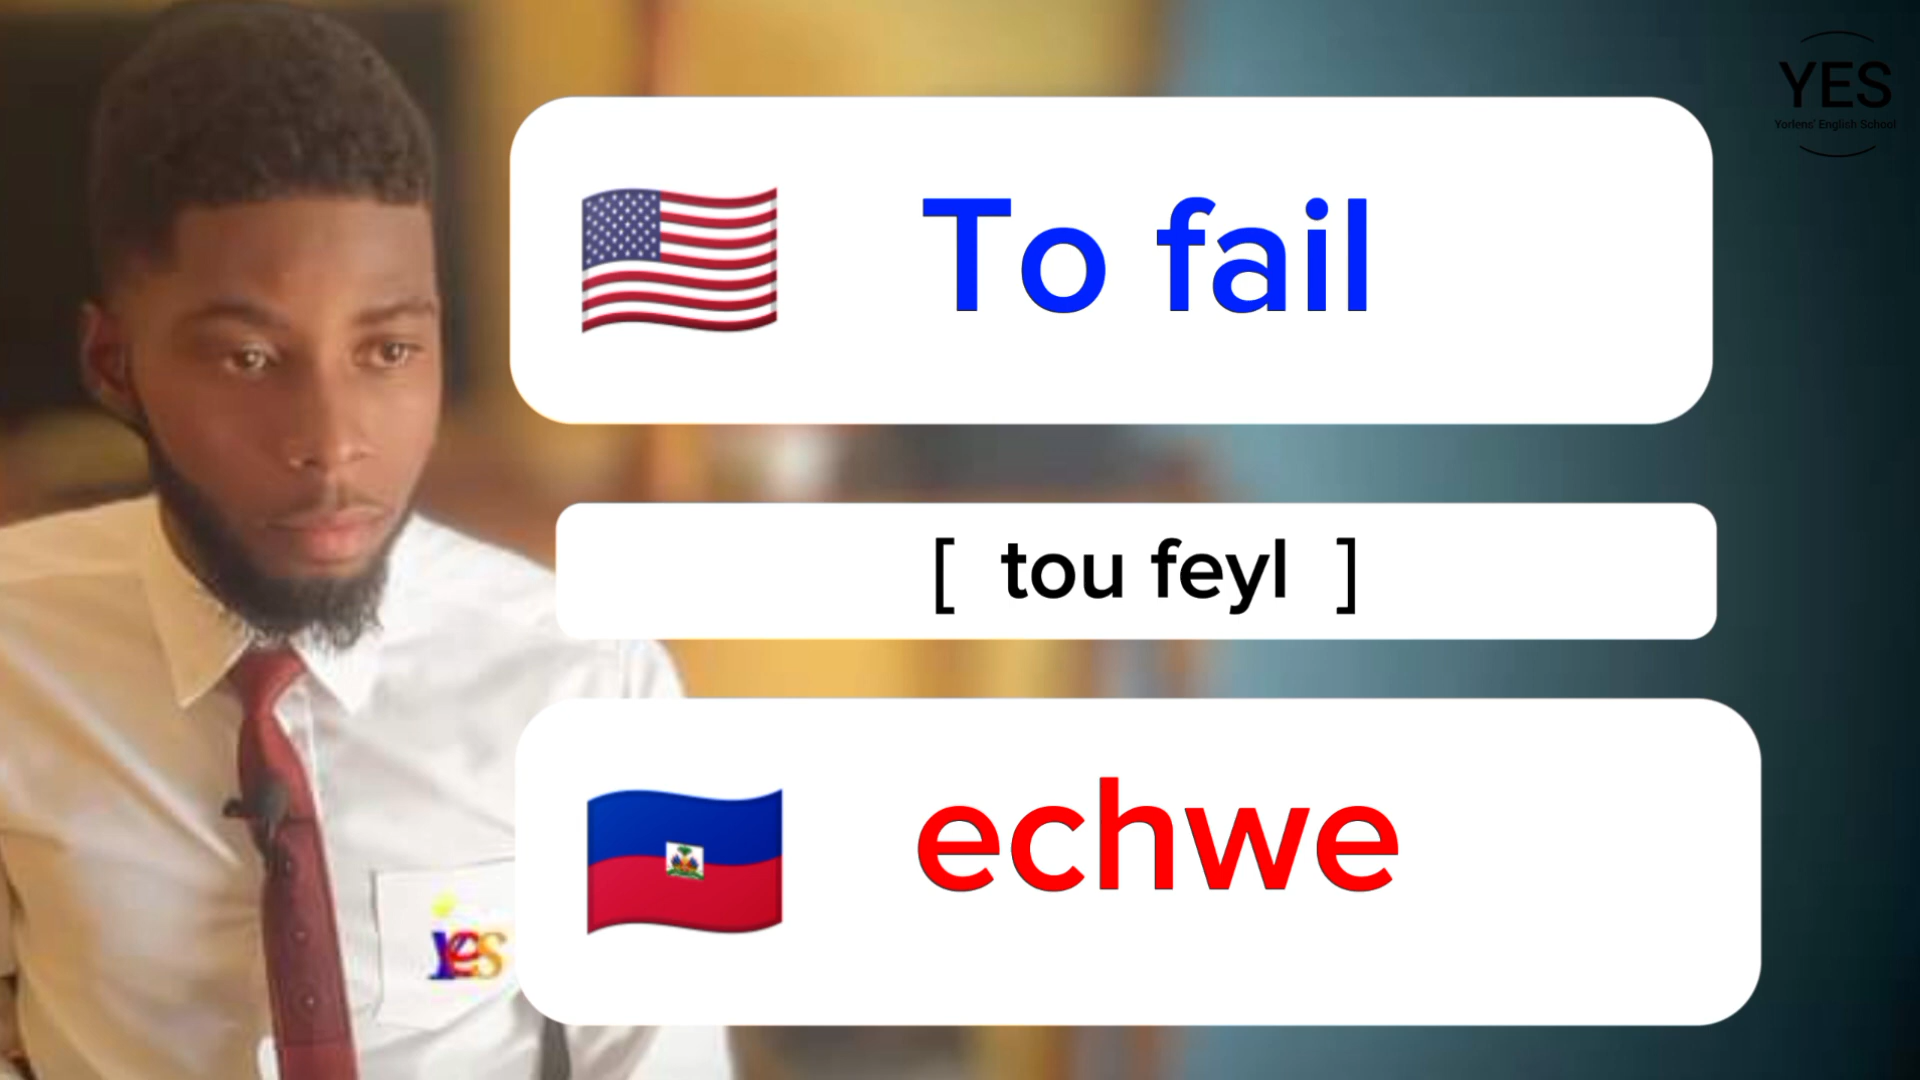 YES
Yorlens' English School
To fail
[ tou feyl ]
echwe
yes